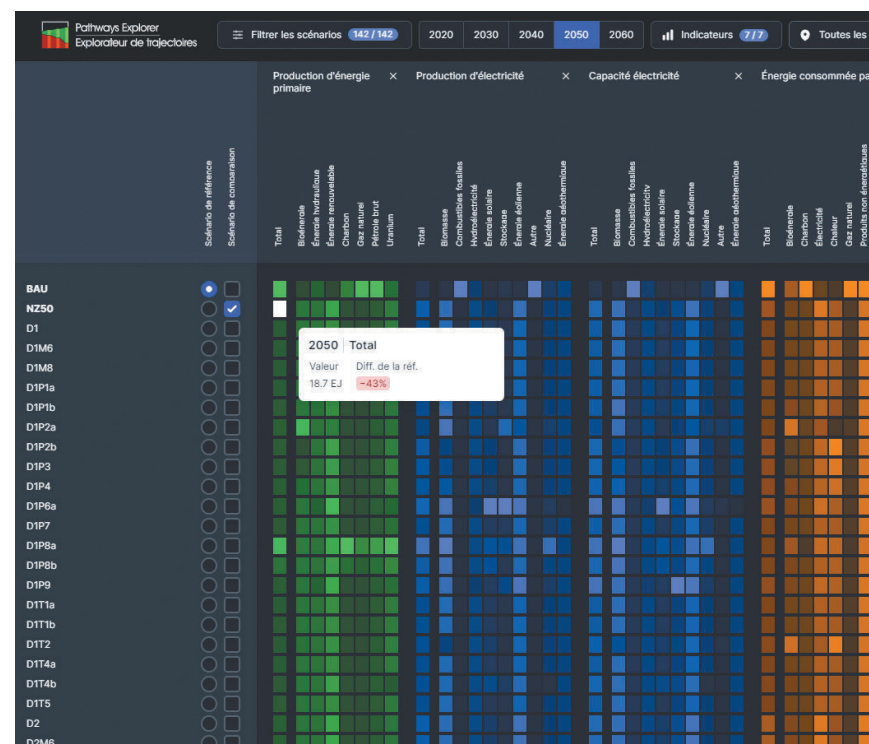 Pathways Explorer
Explorateur de trajectoires
Filtrer les scénarios 142 / 142
2020 2030 2040 2050 2060
Indicateurs 7/7
Toutes les
Production d'énergie primaire ×
Production d'électricité ×
Capacité électricité ×
Énergie consommée pa
Scénario de référence
Scénario de comparaison
Total
Bioénergie
Énergie hydraulique
Énergie renouvelable
Charbon
Gaz naturel
Pétrole brut
Uranium
Total
Biomasse
Combustibles fossiles
Hydroélectricité
Énergie solaire
Stockage
Énergie éolienne
Autre
Nucléaire
Énergie géothermique
Total
Biomasse
Combustibles fossiles
Hydroélectricity
Énergie solaire
Stockage
Énergie éolienne
Nucléaire
Autre
Énergie géothermique
Total
Bioénergie
Charbon
Électricité
Chaleur
Gaz naturel
Produits non énergétiques
BAU
NZ50
D1
D1M6
D1M8
D1P1a
D1P1b
D1P2a
D1P2b
D1P3
D1P4
D1P6a
D1P7
D1P8a
D1P8b
D1P9
D1T1a
D1T1b
D1T2
D1T4a
D1T4b
D1T5
D2
D2M6
2050 Total
Valeur Diff. de la réf.
18.7 EJ −43%